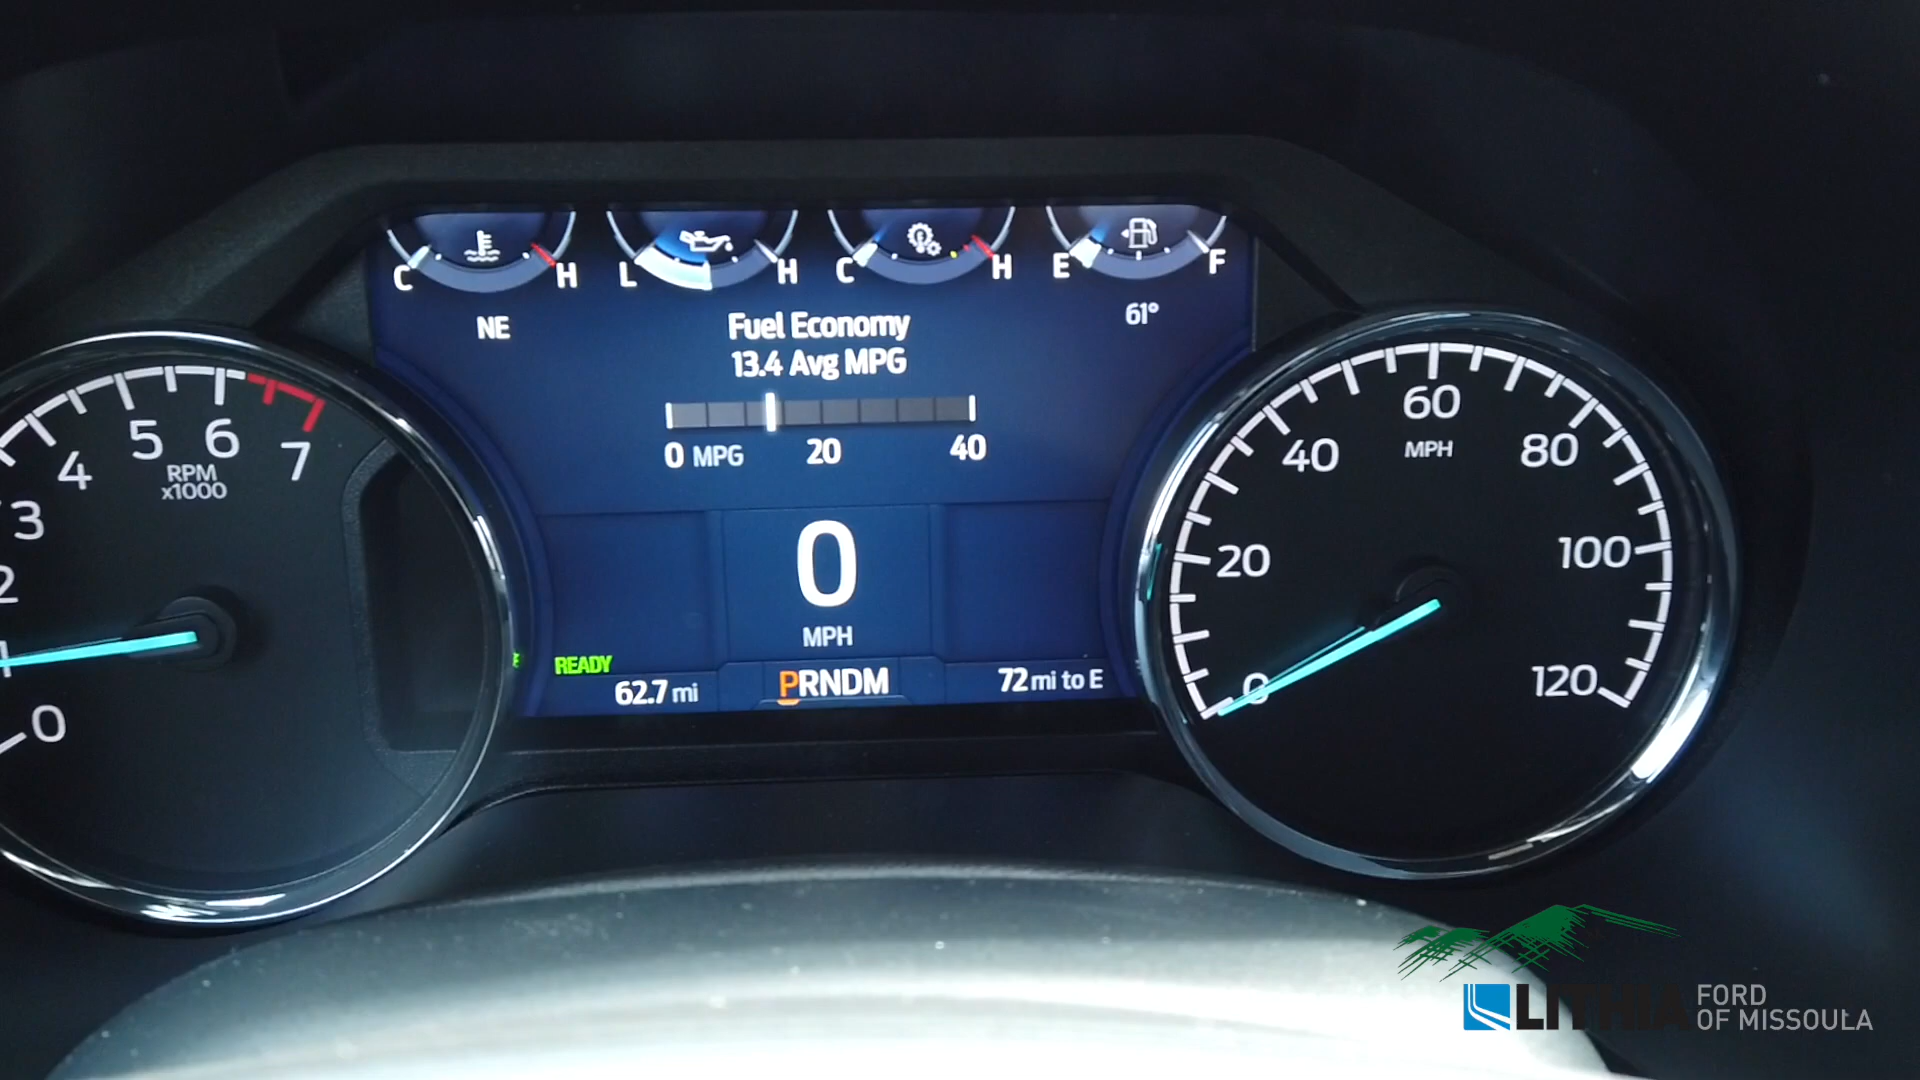 C H
L H
C H
E F
NE
61°
Fuel Economy
13.4 Avg MPG
0 MPG 20 40
0
1
2
3
4
5
6
7
RPM
x1000
0
MPH
READY
62.7 mi
PRNDM
72 mi to E
0
20
40
60
80
100
120
MPH
LITHIA
FORD
OF MISSOULA